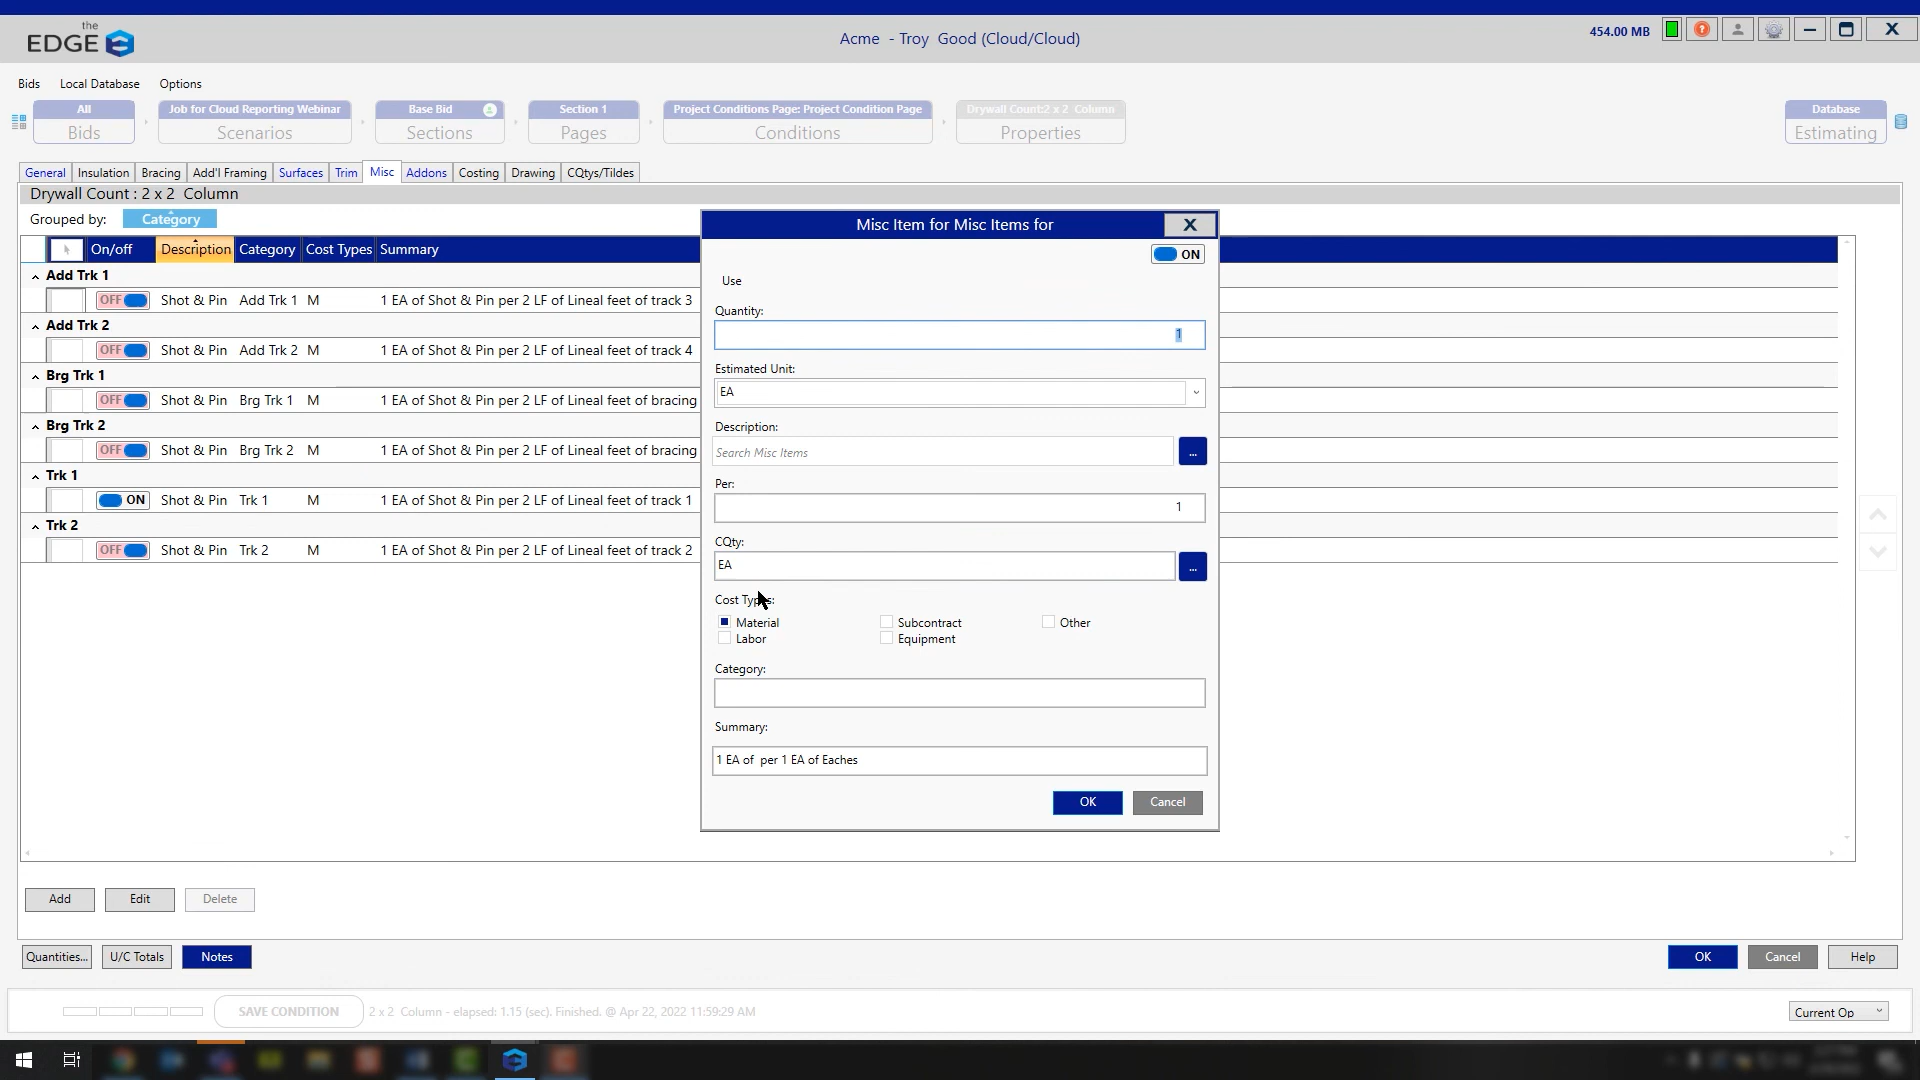 the
EDGE
Acme - Troy Good (Cloud/Cloud)
454.00 MB
Bids Local Database Options
All
Bids
Job for Cloud Reporting Webinar
Scenarios
Base Bid
Sections
Section 1
Pages
Project Conditions Page: Project Condition Page
Conditions
Drywall Count:2 x 2 Column
Properties
Database
Estimating
General Insulation Bracing Add'l Framing Surfaces Trim Misc Addons Costing Drawing CQtys/Tildes
Drywall Count : 2 x 2 Column
Grouped by: Category
On/off Description Category Cost Types Summary
Add Trk 1
OFF Shot & Pin Add Trk 1 M 1 EA of Shot & Pin per 2 LF of Lineal feet of track 3
Add Trk 2
OFF Shot & Pin Add Trk 2 M 1 EA of Shot & Pin per 2 LF of Lineal feet of track 4
Brg Trk 1
OFF Shot & Pin Brg Trk 1 M 1 EA of Shot & Pin per 2 LF of Lineal feet of bracing
Brg Trk 2
OFF Shot & Pin Brg Trk 2 M 1 EA of Shot & Pin per 2 LF of Lineal feet of bracing
Trk 1
ON Shot & Pin Trk 1 M 1 EA of Shot & Pin per 2 LF of Lineal feet of track 1
Trk 2
OFF Shot & Pin Trk 2 M 1 EA of Shot & Pin per 2 LF of Lineal feet of track 2
Misc Item for Misc Items for
X
ON
Use
Quantity:
1
Estimated Unit:
EA
Description:
Search Misc Items
...
Per:
1
CQty:
EA
...
Cost Types:
Material Subcontract Other
Labor Equipment
Category:
Summary:
1 EA of per 1 EA of Eaches
OK Cancel
Add Edit Delete
Quantities... U/C Totals Notes
OK Cancel Help
SAVE CONDITION 2 x 2 Column - elapsed: 1.15 (sec). Finished. @ Apr 22, 2022 11:59:29 AM
Current Op